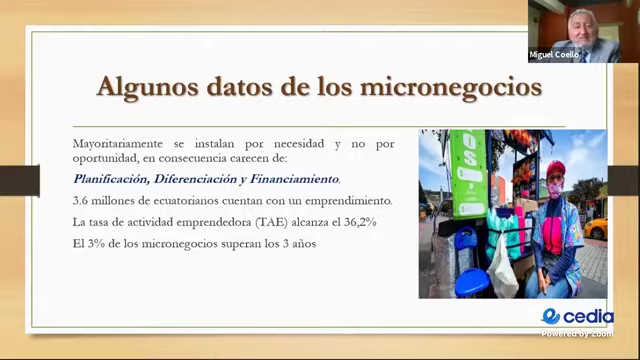 Miguel Coello
Algunos datos de los micronegocios
Mayoritariamente se instalan por necesidad y no por
oportunidad, en consecuencia carecen de:
Planificación, Diferenciación y Financiamiento.
3.6 millones de ecuatorianos cuentan con un emprendimiento.
La tasa de actividad emprendedora (TAE) alcanza el 36,2%
El 3% de los micronegocios superan los 3 años
cedia
Powered by Zoom